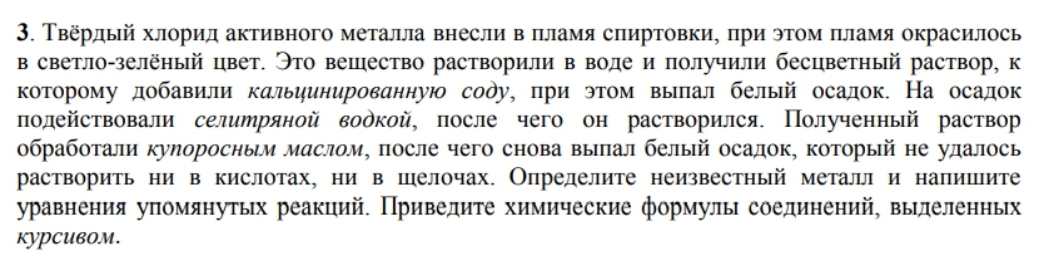 3. Твёрдый хлорид активного металла внесли в пламя спиртовки, при этом пламя окрасилось
в светло-зелёный цвет. Это вещество растворили в воде и получили бесцветный раствор, к
которому добавили кальцинированную соду, при этом выпал белый осадок. На осадок
подействовали селитряной водкой, после чего он растворился. Полученный раствор
обработали купоросным маслом, после чего снова выпал белый осадок, который не удалось
растворить ни в кислотах, ни в щелочах. Определите неизвестный металл и напишите
уравнения упомянутых реакций. Приведите химические формулы соединений, выделенных
курсивом.